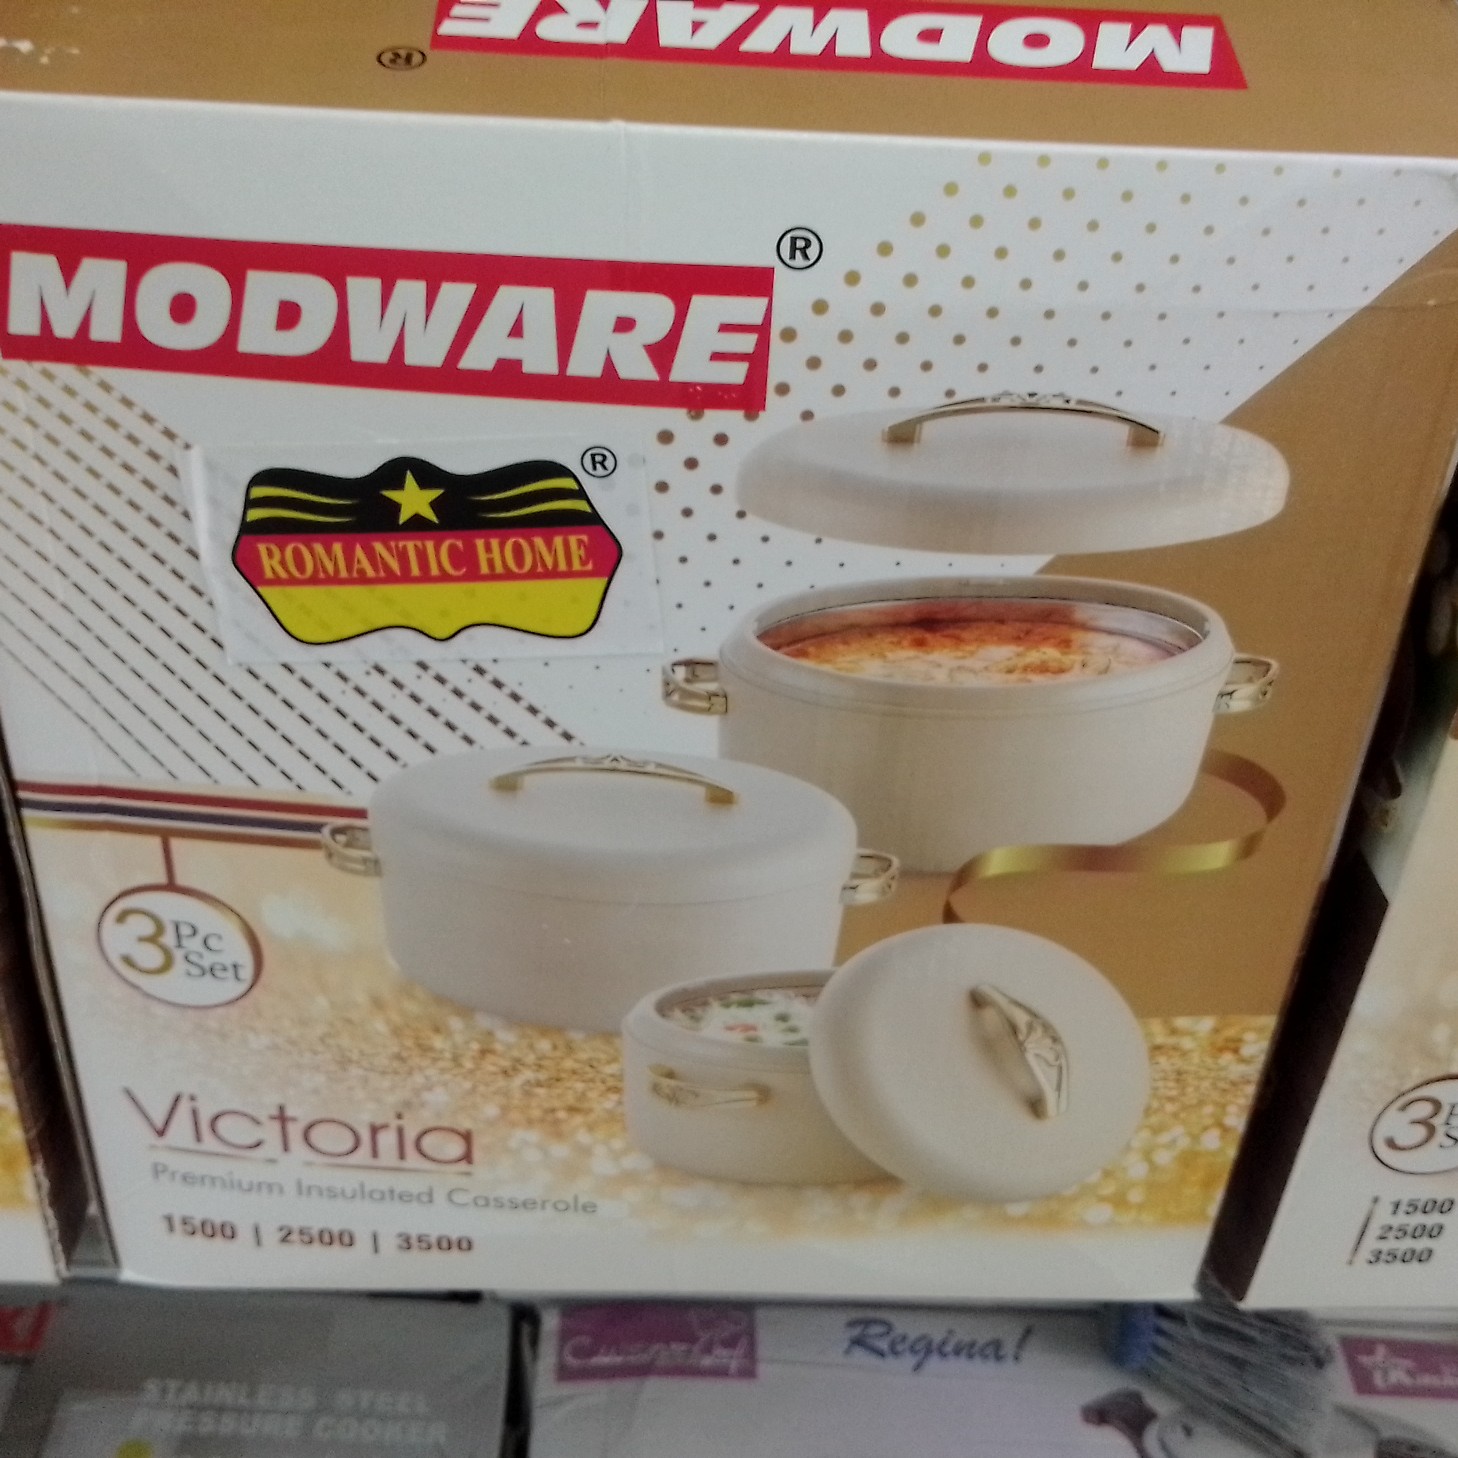 MODWARE
®
MODWARE ®
ROMANTIC HOME ®
3 Pc
Set
Victoria
Premium Insulated Casserole
1500 | 2500 | 3500
3
1500
2500
3500
Regina!
STAINLESS STEEL
PRESSURE COOKER